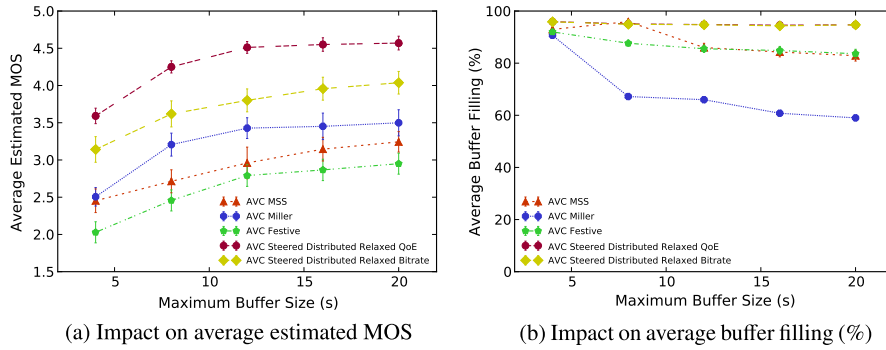 5.0
4.5
4.0
3.5
3.0
2.5
2.0
1.5
Average Estimated MOS
AVC MSS
AVC Miller
AVC Festive
AVC Steered Distributed Relaxed QoE
AVC Steered Distributed Relaxed Bitrate
5 10 15 20
Maximum Buffer Size (s)
(a) Impact on average estimated MOS
100
80
60
40
20
0
Average Buffer Filling (%)
AVC MSS
AVC Miller
AVC Festive
AVC Steered Distributed Relaxed QoE
AVC Steered Distributed Relaxed Bitrate
5 10 15 20
Maximum Buffer Size (s)
(b) Impact on average buffer filling (%)